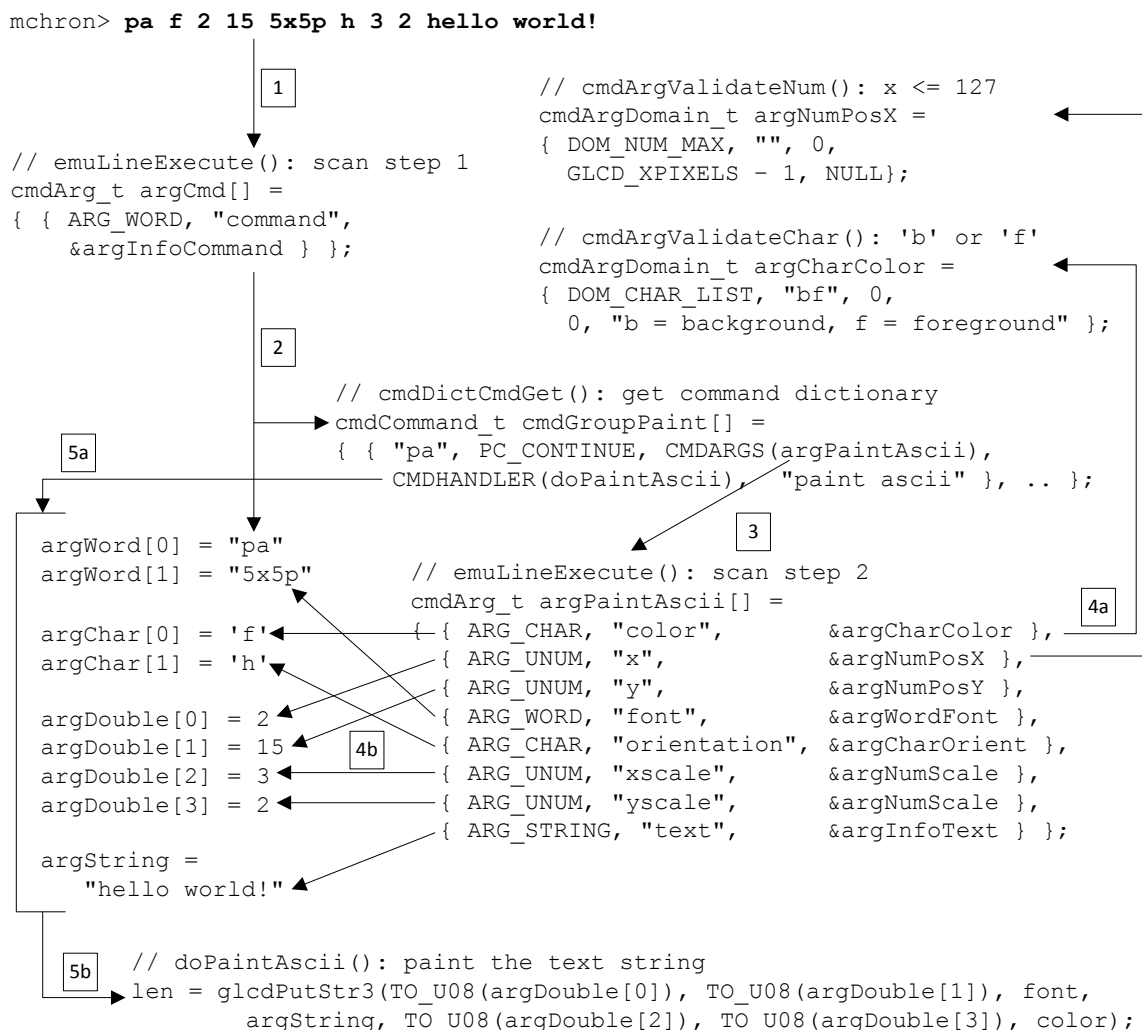 mchron> pa f 2 15 5x5p h 3 2 hello world!
1
// cmdArgValidateNum(): x <= 127
cmdArgDomain_t argNumPosX =
{ DOM_NUM_MAX, "", 0,
GLCD_XPIXELS – 1, NULL};
// emuLineExecute(): scan step 1
cmdArg_t argCmd[] =
{ { ARG_WORD, "command",
&argInfoCommand } };
// cmdArgValidateChar(): 'b' or 'f'
cmdArgDomain_t argCharColor =
{ DOM_CHAR_LIST, "bf", 0,
0, "b = background, f = foreground" };
2
// cmdDictCmdGet(): get command dictionary
cmdCommand_t cmdGroupPaint[] =
{ { "pa", PC_CONTINUE, CMDARGS(argPaintAscii),
CMDHANDLER(doPaintAscii), "paint ascii" }, .. };
5a
3
argWord[0] = "pa"
argWord[1] = "5x5p"
argChar[0] = 'f'
argChar[1] = 'h'
argDouble[0] = 2
argDouble[1] = 15
argDouble[2] = 3
argDouble[3] = 2
argString =
"hello world!"
4b
// emuLineExecute(): scan step 2
cmdArg_t argPaintAscii[] =
{ { ARG_CHAR, "color", &argCharColor },
{ ARG_UNUM, "x", &argNumPosX },
{ ARG_UNUM, "y", &argNumPosY },
{ ARG_WORD, "font", &argWordFont },
{ ARG_CHAR, "orientation", &argCharOrient },
{ ARG_UNUM, "xscale", &argNumScale },
{ ARG_UNUM, "yscale", &argNumScale },
{ ARG_STRING, "text", &argInfoText } };
4a
5b
// doPaintAscii(): paint the text string
len = glcdPutStr3(TO_U08(argDouble[0]), TO_U08(argDouble[1]), font,
argString, TO_U08(argDouble[2]), TO_U08(argDouble[3]), color);